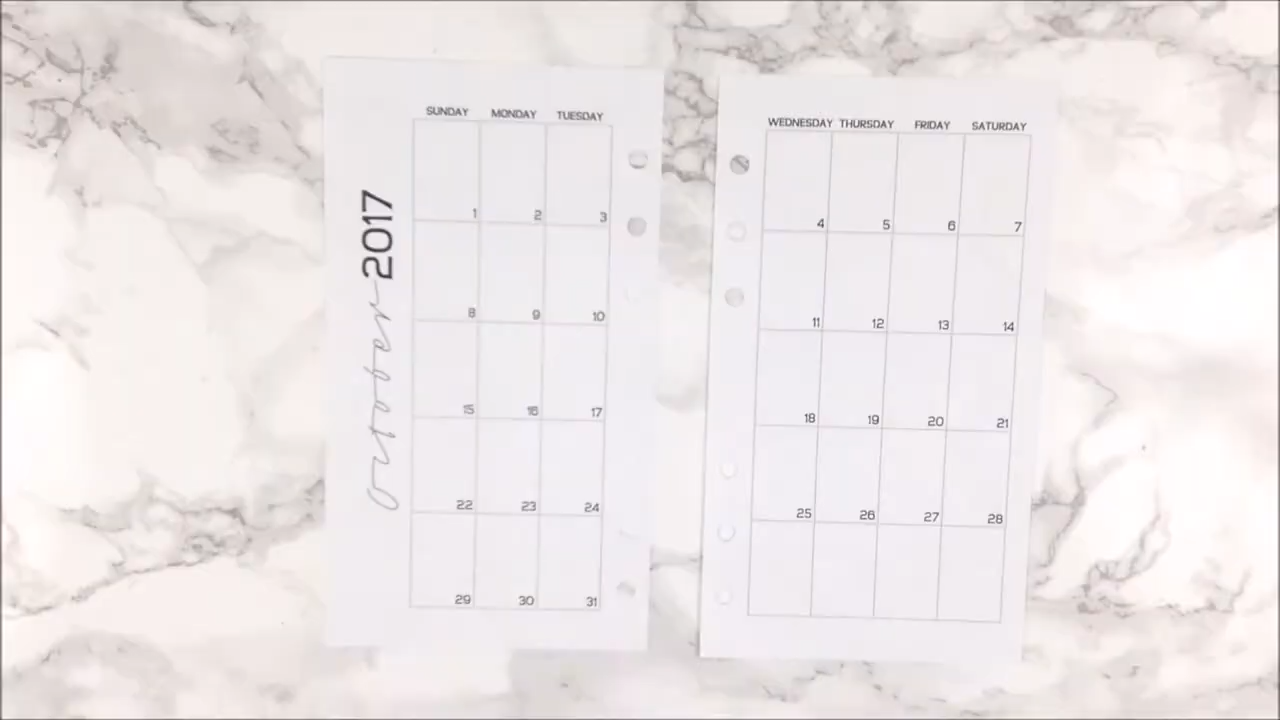 October 2017
SUNDAY MONDAY TUESDAY WEDNESDAY THURSDAY FRIDAY SATURDAY
1 2 3 4 5 6 7
8 9 10 11 12 13 14
15 16 17 18 19 20 21
22 23 24 25 26 27 28
29 30 31